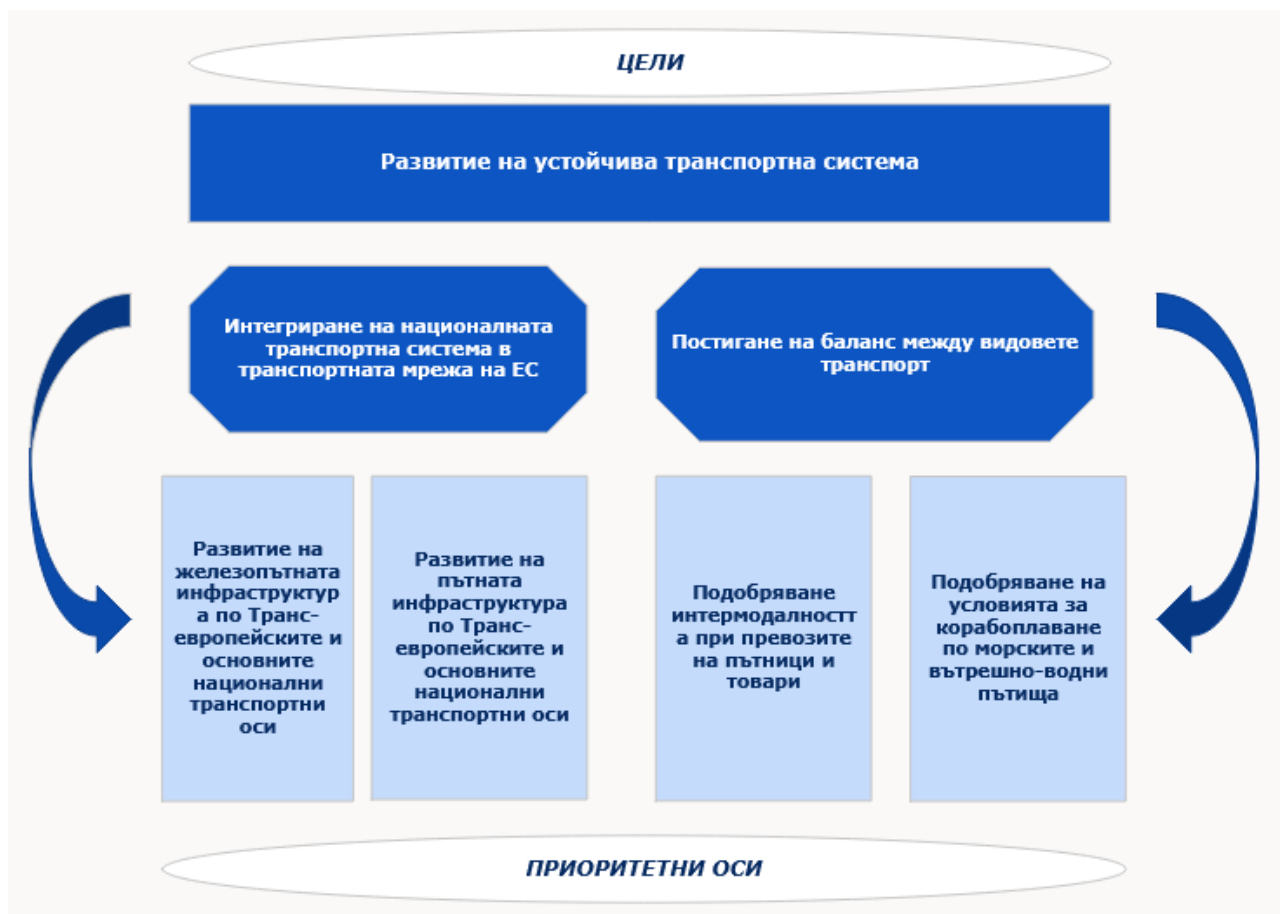 ЦЕЛИ
Развитие на устойчива транспортна система
Интегриране на националната
транспортна система в
транспортната мрежа на ЕС
Постигане на баланс между видовете
транспорт
Развитие на
железопътната
инфраструктур
а по Транс-
европейските и
основните
национални
транспортни
оси
Развитие на
пътната
инфраструктура
по Транс-
европейските и
основните
национални
транспортни оси
Подобряване
интермодалност
а при превозите
на пътници и
товари
Подобряване на
условията за
корабоплаване
по морските и
вътрешно-водни
пътища
ПРИОРИТЕТНИ ОСИ